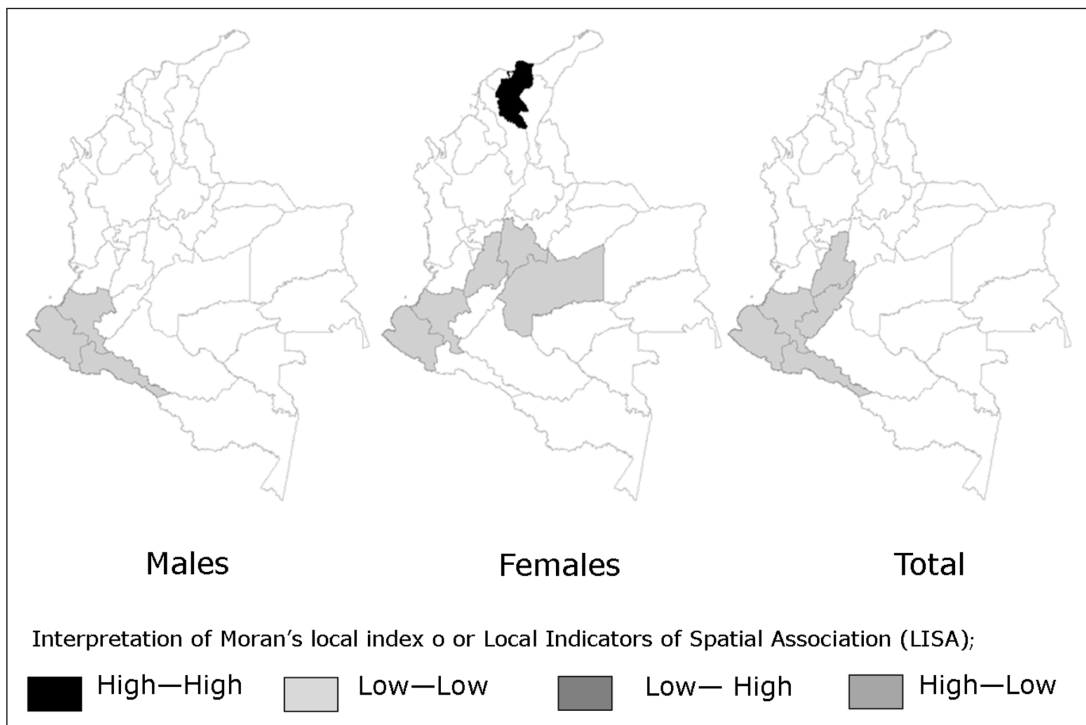 Males Females Total
Interpretation of Moran's local index o or Local Indicators of Spatial Association (LISA);
High—High Low—Low Low— High High—Low